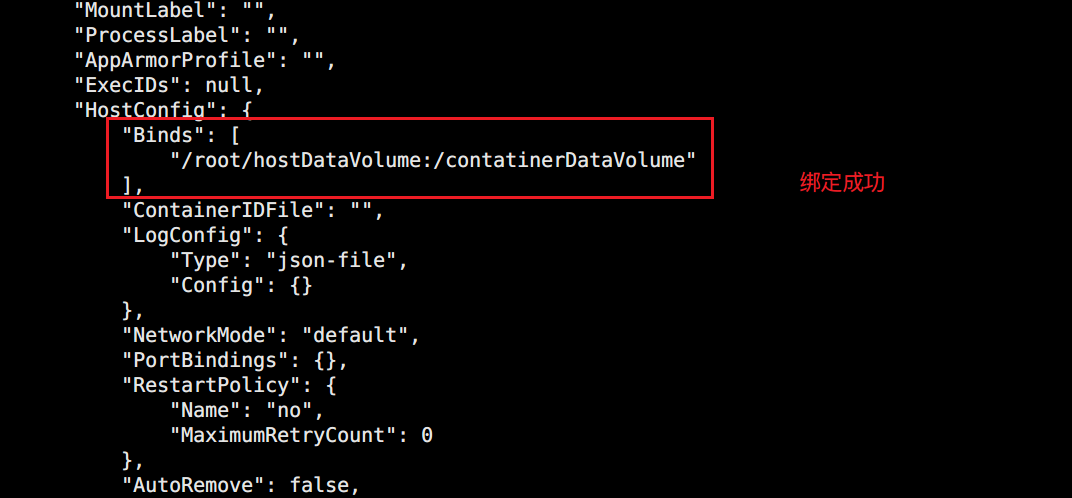 "MountLabel": "",
"ProcessLabel": "",
"AppArmorProfile": "",
"ExecIDs": null,
"HostConfig": {
"Binds": [
"/root/hostDataVolume:/contatinerDataVolume"
],
绑定成功
"ContainerIDFile": "",
"LogConfig": {
"Type": "json-file",
"Config": {}
},
"NetworkMode": "default",
"PortBindings": {},
"RestartPolicy": {
"Name": "no",
"MaximumRetryCount": 0
},
"AutoRemove": false,